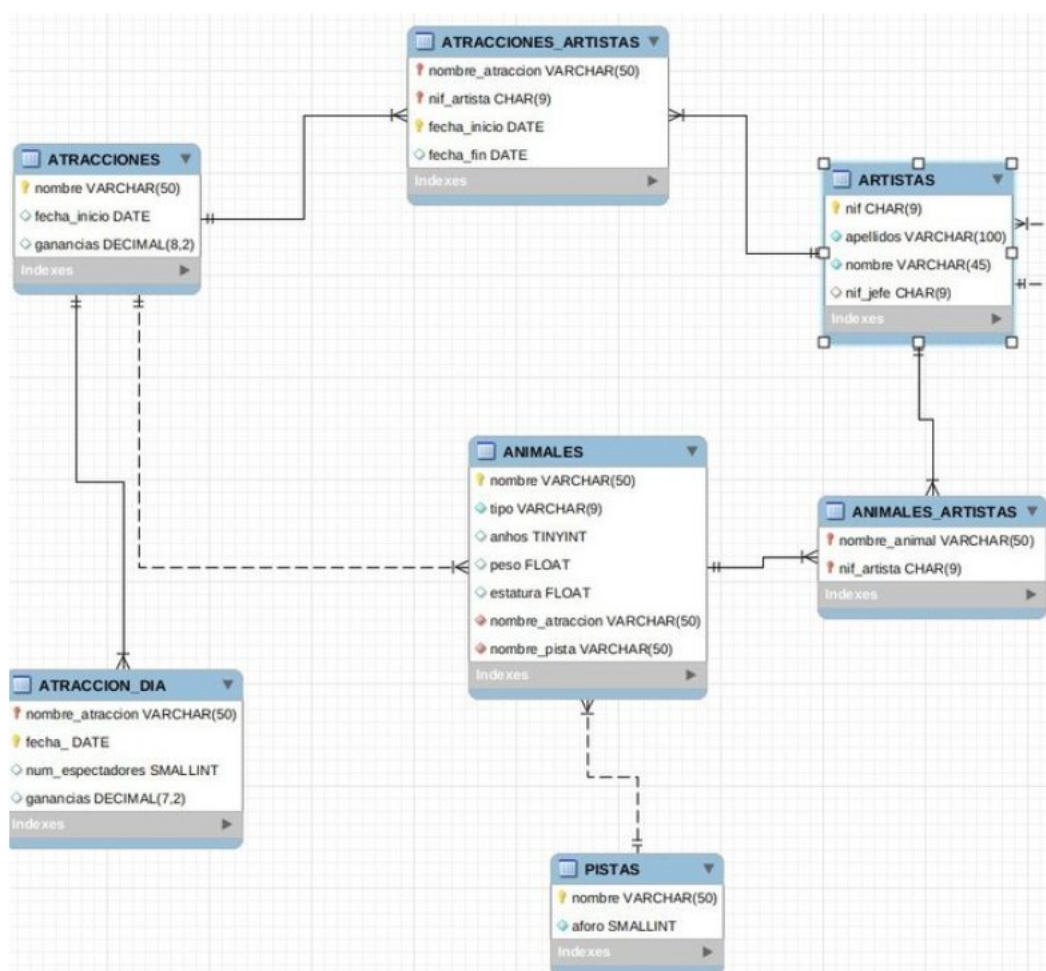 ATRACCIONES_ARTISTAS
nombre_atraccion VARCHAR(50)
nif_artista CHAR(9)
fecha_inicio DATE
fecha_fin DATE
Indexes
ATRACCIONES
nombre VARCHAR(50)
fecha_inicio DATE
ganancias DECIMAL(8,2)
Indexes
ARTISTAS
nif CHAR(9)
apellidos VARCHAR(100)
nombre VARCHAR(45)
nif_jefe CHAR(9)
Indexes
ANIMALES
nombre VARCHAR(50)
tipo VARCHAR(9)
anhos TINYINT
peso FLOAT
estatura FLOAT
nombre_atraccion VARCHAR(50)
nombre_pista VARCHAR(50)
Indexes
ANIMALES_ARTISTAS
nombre_animal VARCHAR(50)
nif_artista CHAR(9)
Indexes
ATRACCION_DIA
nombre_atraccion VARCHAR(50)
fecha_ DATE
num_espectadores SMALLINT
ganancias DECIMAL(7,2)
Indexes
PISTAS
nombre VARCHAR(50)
aforo SMALLINT
Indexes